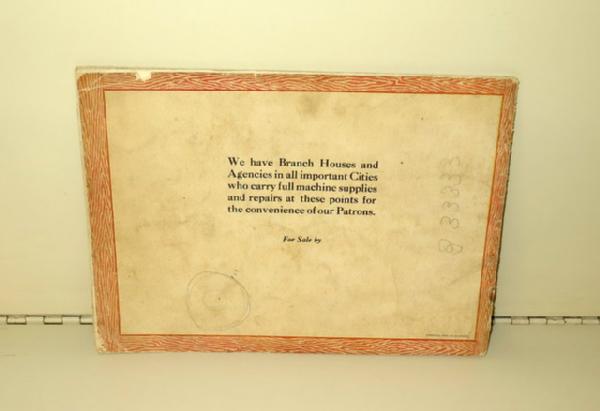 We have Branch Houses and
Agencies in all important Cities
who carry full machine supplies
and repairs at these points for
the convenience of our Patrons.
For Sale by